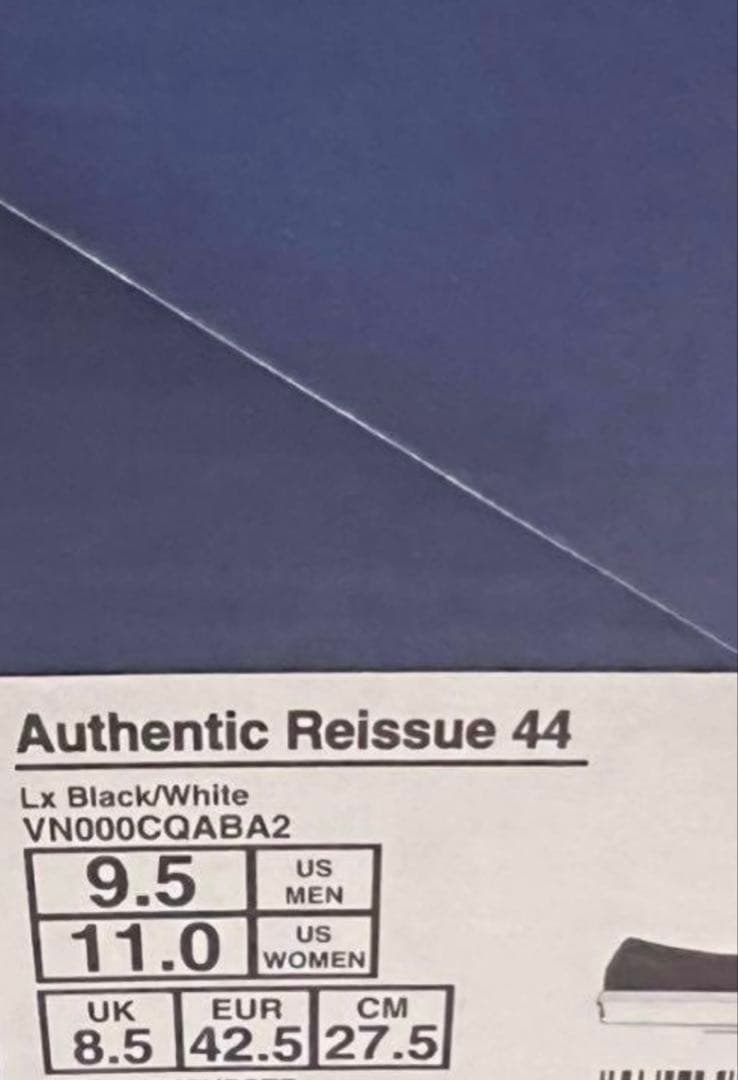 Authentic Reissue 44
Lx Black/White
VN000CQABA2
9.5 US MEN
11.0 US WOMEN
UK EUR CM
8.5 42.5 27.5